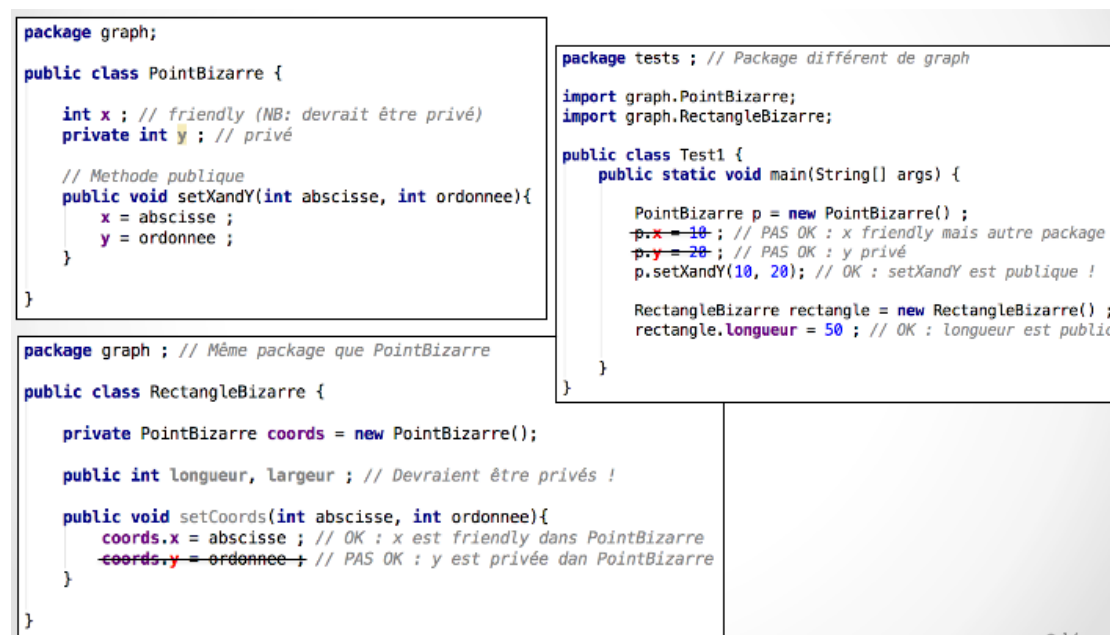 package graph;
public class PointBizarre {
int x ; // friendly (NB: devrait être privé)
private int y ; // privé
// Methode publique
public void setXandY(int abscisse, int ordonnee){
x = abscisse ;
y = ordonnee ;
}
}
package tests ; // Package différent de graph
import graph.PointBizarre;
import graph.RectangleBizarre;
public class Test1 {
public static void main(String[] args) {
PointBizarre p = new PointBizarre() ;
p.x = 10 ; // PAS OK : x friendly mais autre package
p.y = 20 ; // PAS OK : y privé
p.setXandY(10, 20); // OK : setXandY est publique !
RectangleBizarre rectangle = new RectangleBizarre() ;
rectangle.longueur = 50 ; // OK : longueur est public
}
}
package graph ; // Même package que PointBizarre
public class RectangleBizarre {
private PointBizarre coords = new PointBizarre();
public int longueur, largeur ; // Devraient être privés !
public void setCoords(int abscisse, int ordonnee){
coords.x = abscisse ; // OK : x est friendly dans PointBizarre
coords.y = ordonnee ; // PAS OK : y est privée dan PointBizarre
}
}